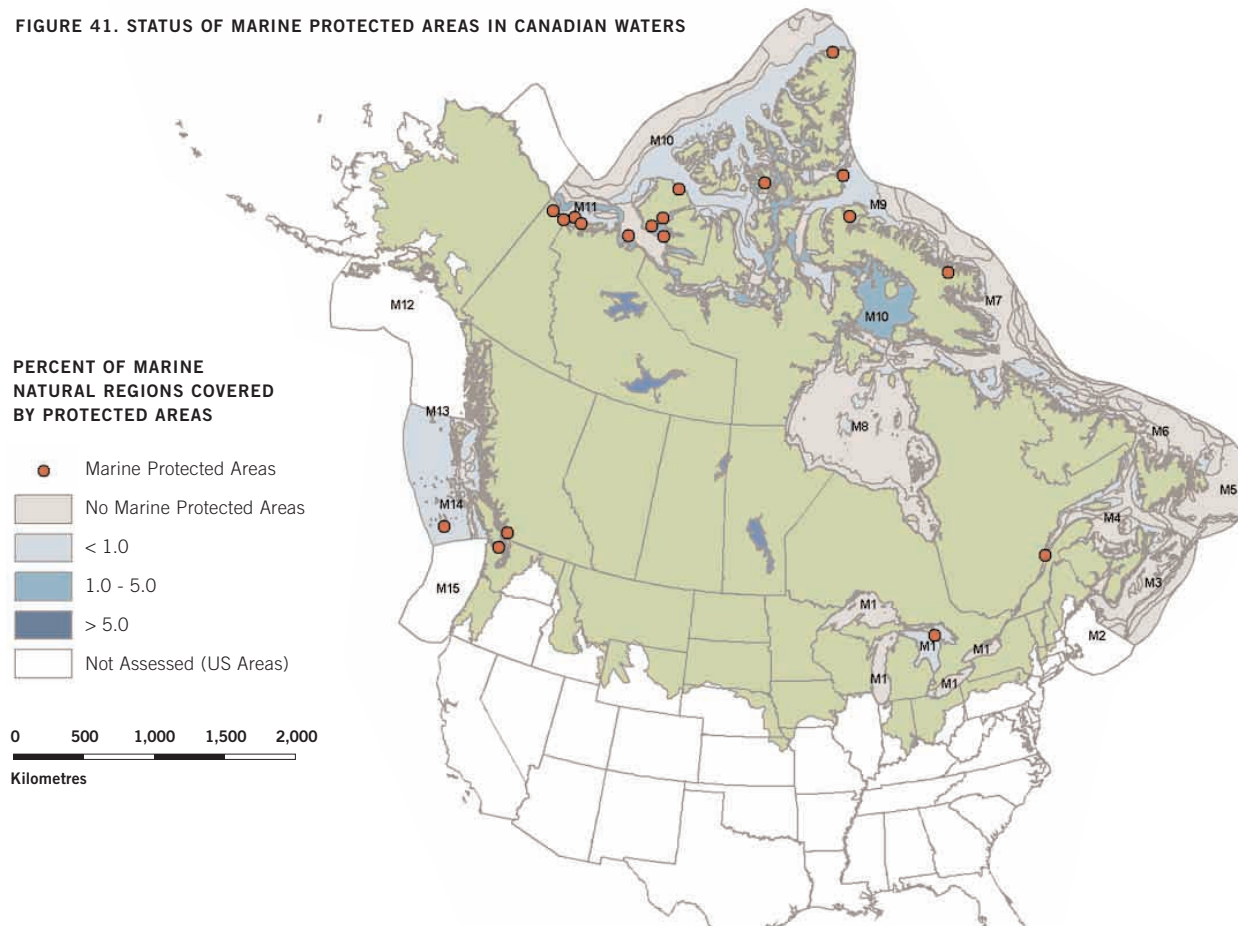 FIGURE 41. STATUS OF MARINE PROTECTED AREAS IN CANADIAN WATERS
M10
M11
M9
M12
M7
M10
PERCENT OF MARINE
NATURAL REGIONS COVERED
BY PROTECTED AREAS
M13
M8
M6
Marine Protected Areas
M5
No Marine Protected Areas
M14
M4
< 1.0
1.0 - 5.0
M15
M3
> 5.0
M1
M2
Not Assessed (US Areas)
M1
M1
M1
M1
0 500 1,000 1,500 2,000
Kilometres